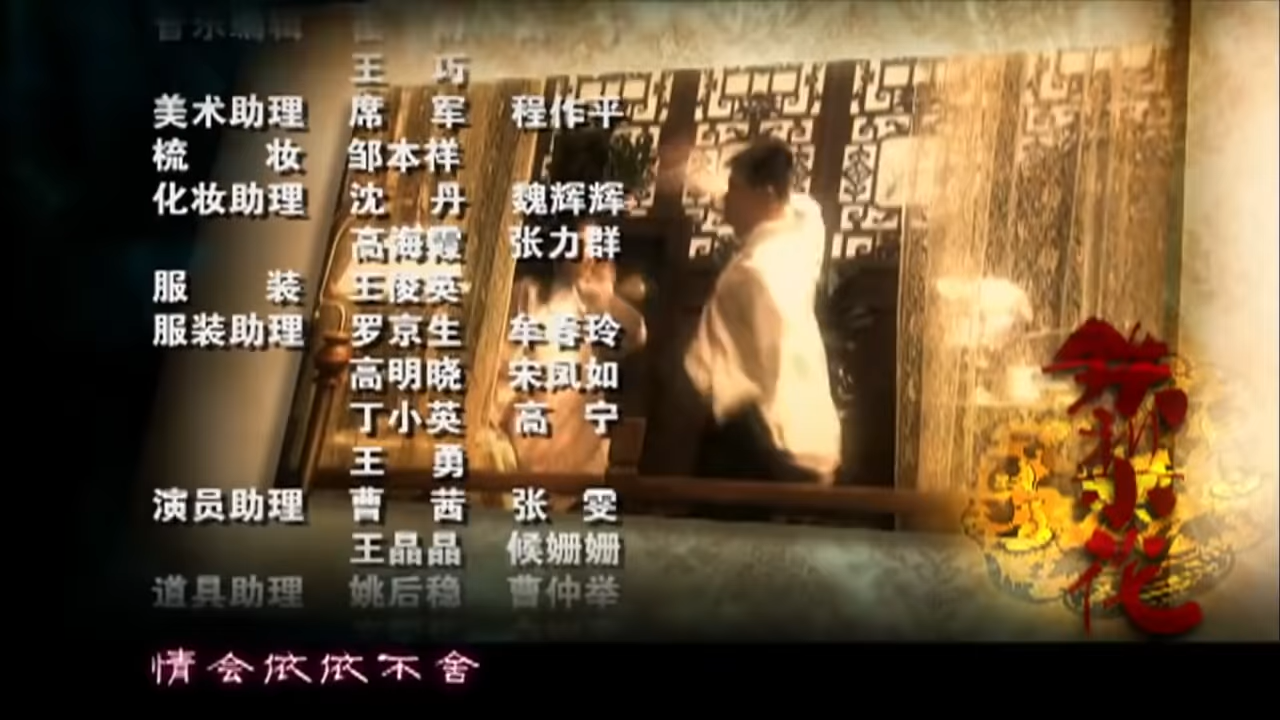 王 巧
美术助理 席 军 程作平
梳 妆 邹本祥
化妆助理 沈 丹 魏辉辉
高海霞 张力群
服 装 王俊英
服装助理 罗京生 牟春玲
高明晓 宋凤如
丁小英 高 宁
王 勇
演员助理 曹 茜 张 雯
王晶晶 候姗姗
道具助理 姚后稳 曹仲举
情会依依不舍